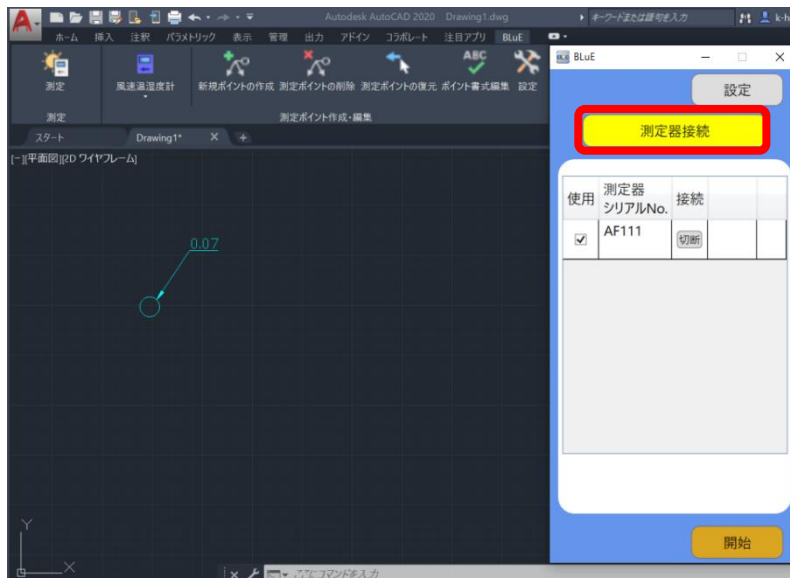 Autodesk AutoCAD 2020 Drawing1.dwg
キーワードまたは語句を入力
k-h
ホーム 挿入 注釈 パラメトリック 表示 管理 出力 アドイン コラボレート 注目アプリ BLuE
ABC
測定 風速温湿度計 新規ポイントの作成 測定ポイントの削除 測定ポイントの復元 ポイント書式編集 設定
測定 測定ポイント作成・編集
スタート Drawing1* X +
[-][平面図][2D ワイヤフレーム]
0.07
Y
X
ここにコマンドを入力
BLuE
設定
測定器接続
使用 測定器 シリアルNo. 接続
AF111 切断
開始